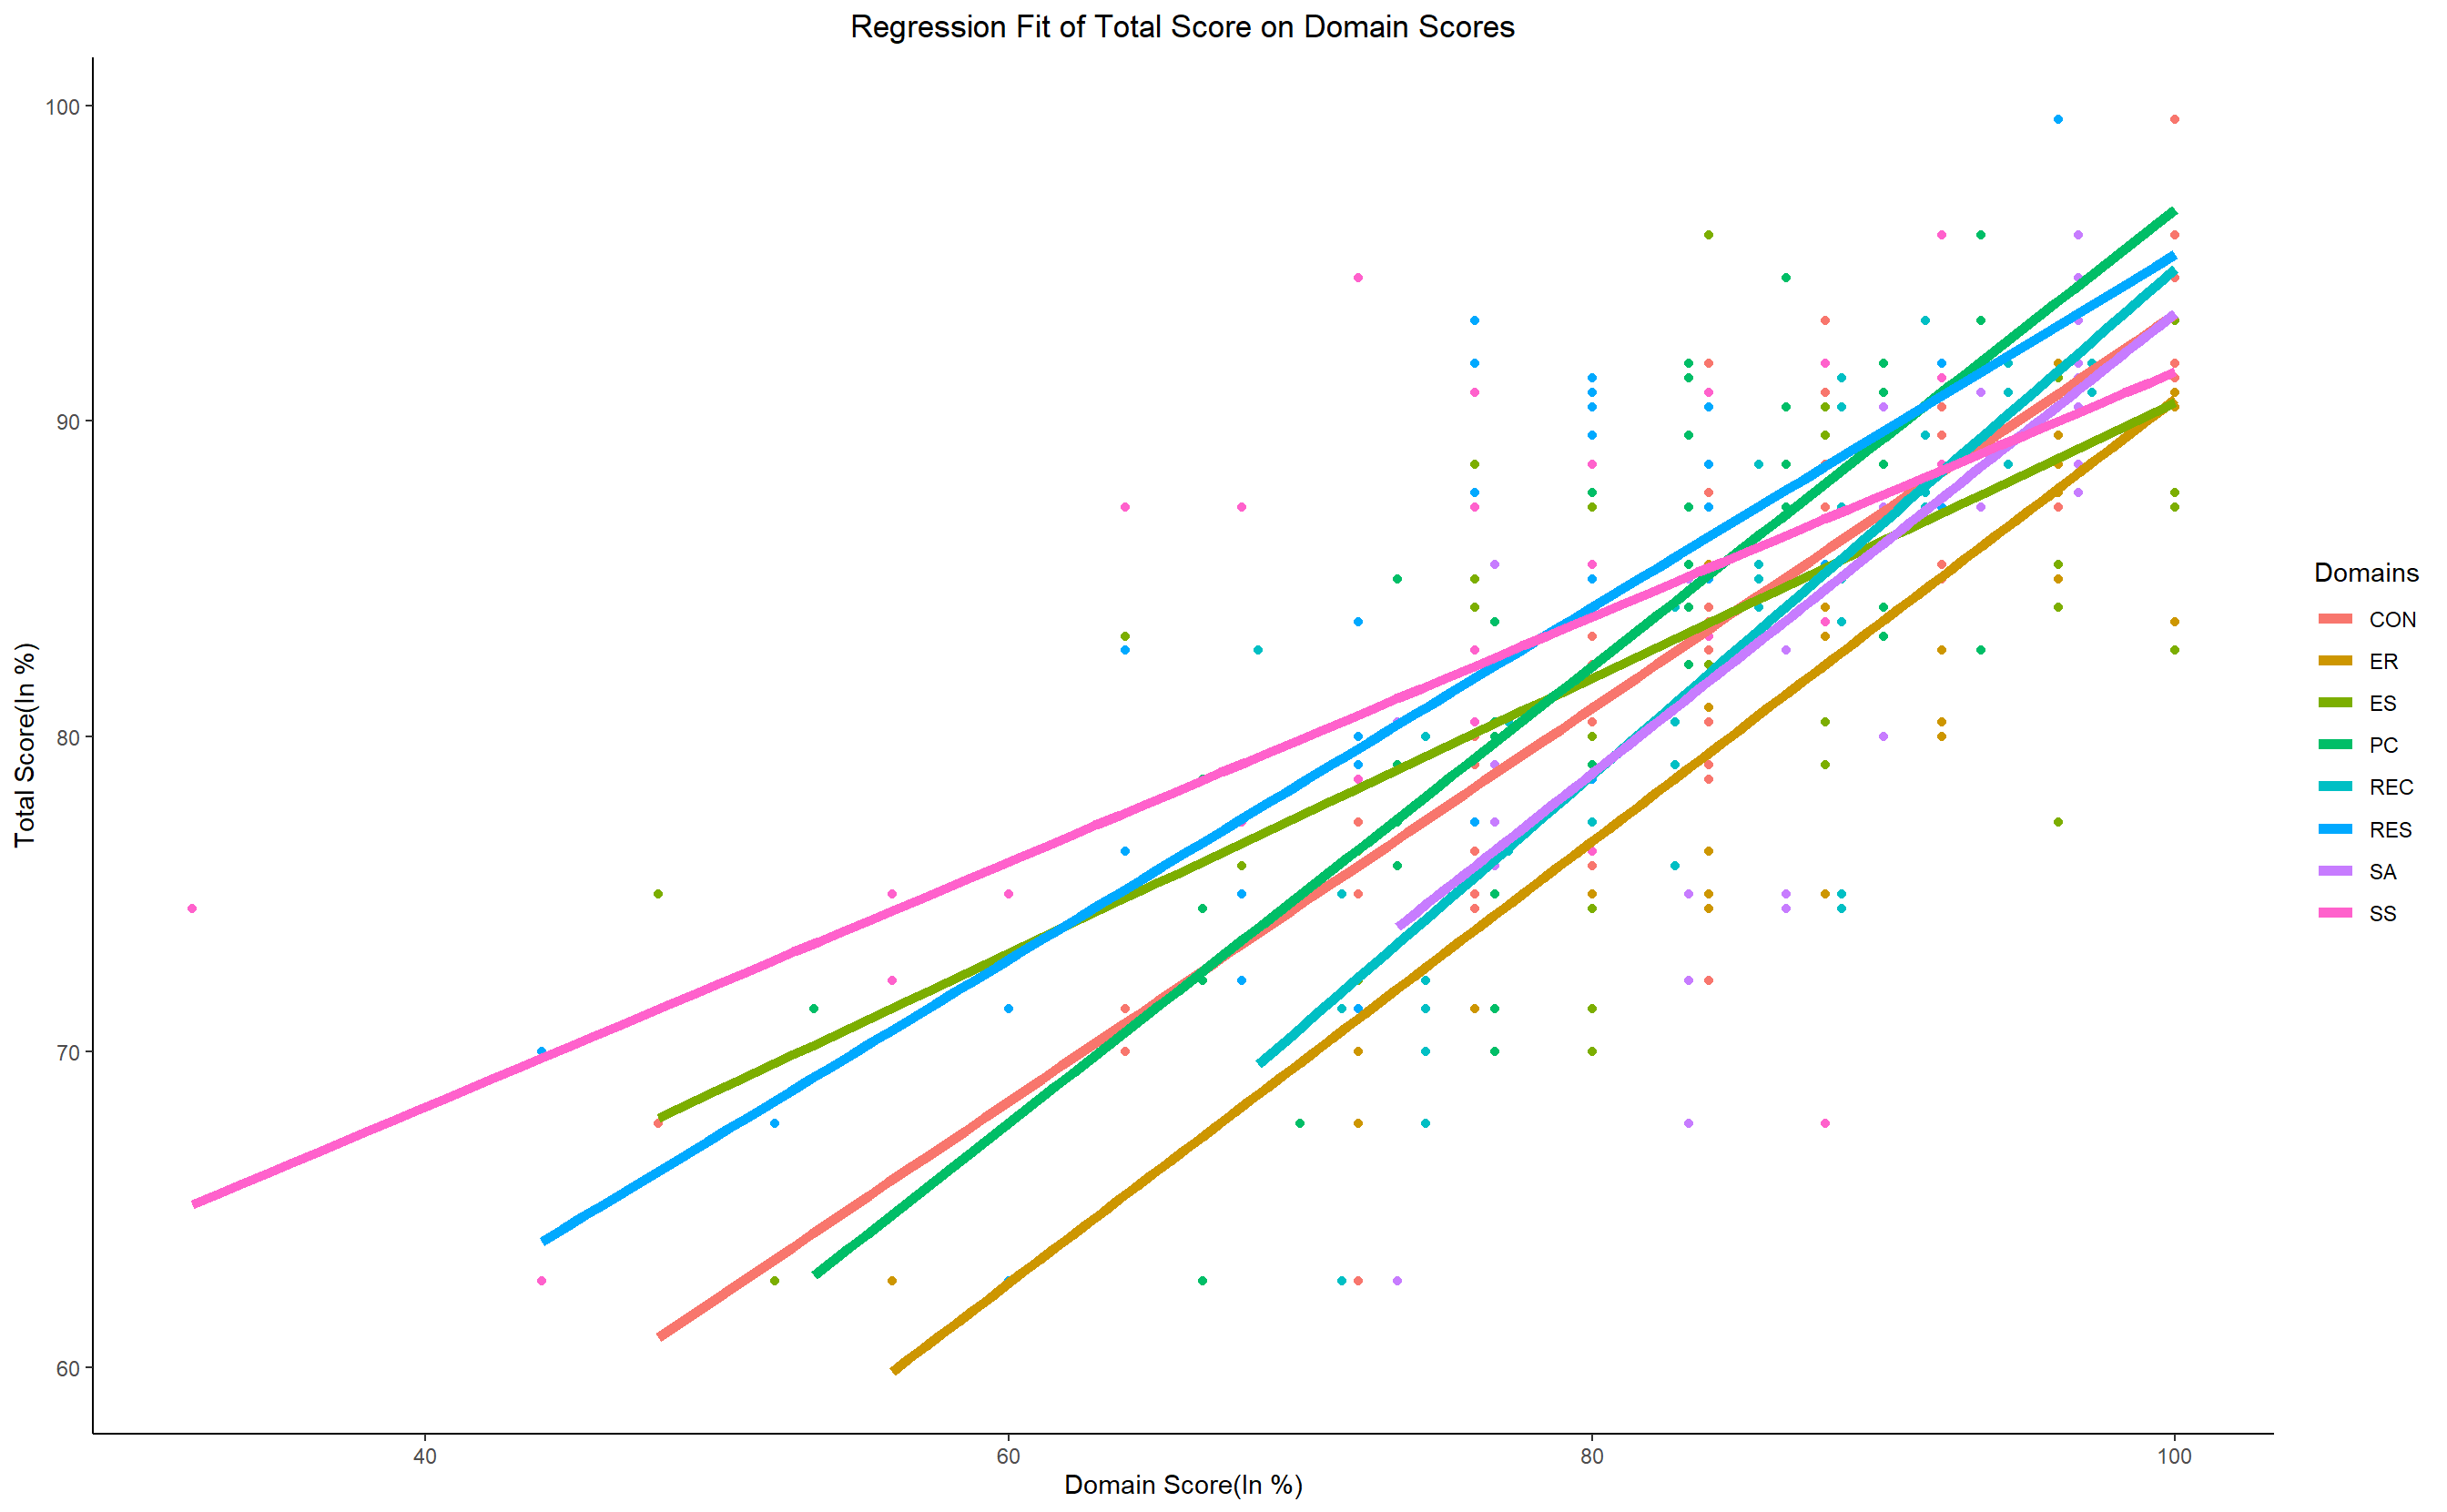 Regression Fit of Total Score on Domain Scores
100
90
80
70
60
Total Score(In %)
40
60
80
100
Domain Score(In %)
Domains
CON
ER
ES
PC
REC
RES
SA
SS